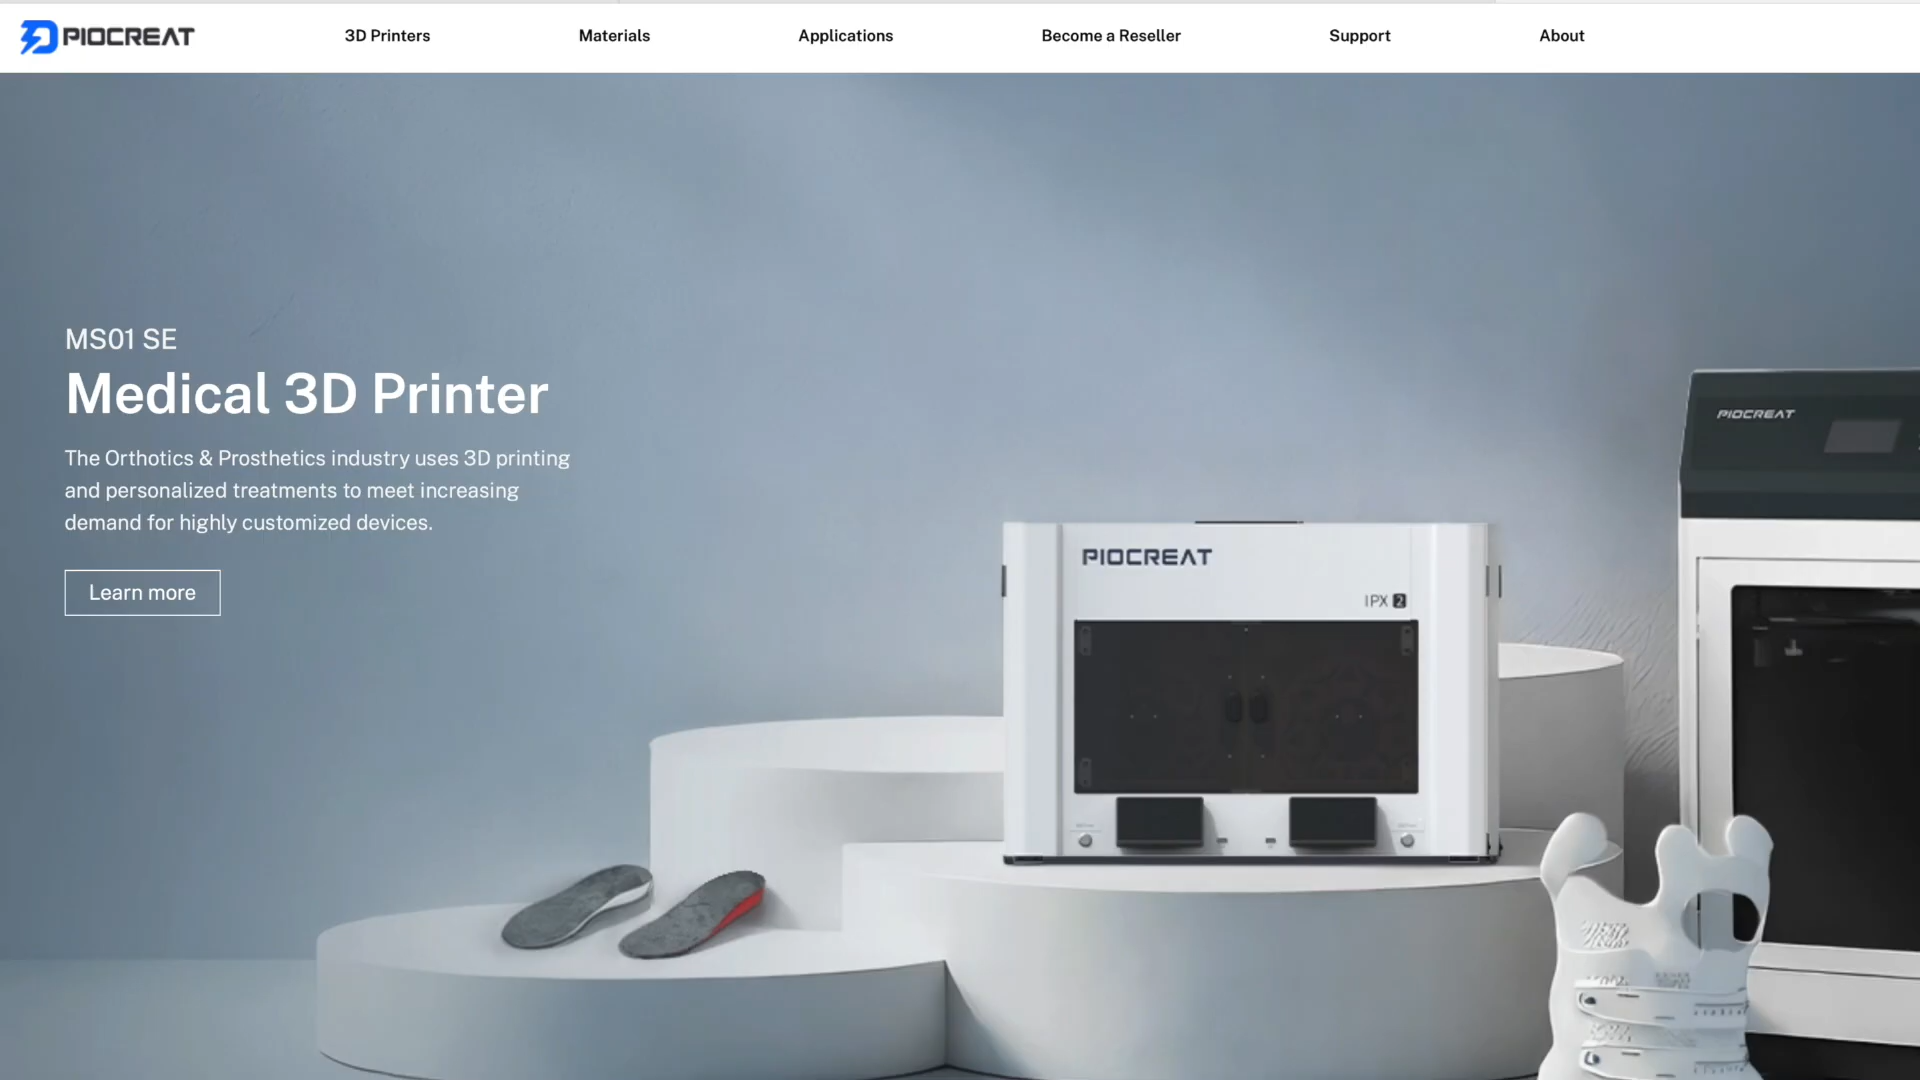 PIOCREAT
3D Printers
Materials
Applications
Become a Reseller
Support
About
MS01 SE
Medical 3D Printer
The Orthotics & Prosthetics industry uses 3D printing
and personalized treatments to meet increasing
demand for highly customized devices.
Learn more
PIOCREAT
IPX 2
PIOCREAT